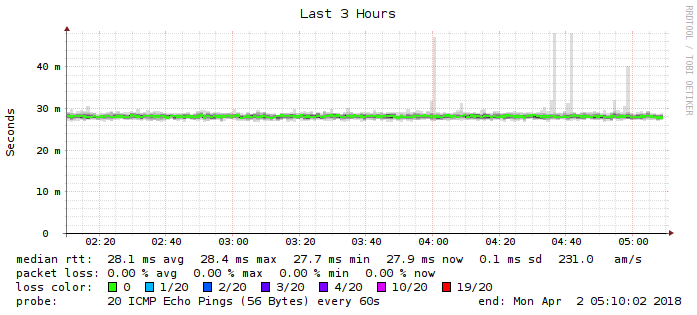 Last 3 Hours
RRDTOOL / TOBI OETIKER
Seconds
40 m
30 m
20 m
10 m
0
02:20 02:40 03:00 03:20 03:40 04:00 04:20 04:40 05:00
median rtt: 28.1 ms avg 28.4 ms max 27.7 ms min 27.9 ms now 0.1 ms sd 231.0 am/s
packet loss: 0.00 % avg 0.00 % max 0.00 % min 0.00 % now
loss color: 0 1/20 2/20 3/20 4/20 10/20 19/20
probe: 20 ICMP Echo Pings (56 Bytes) every 60s end: Mon Apr 2 05:10:02 2018